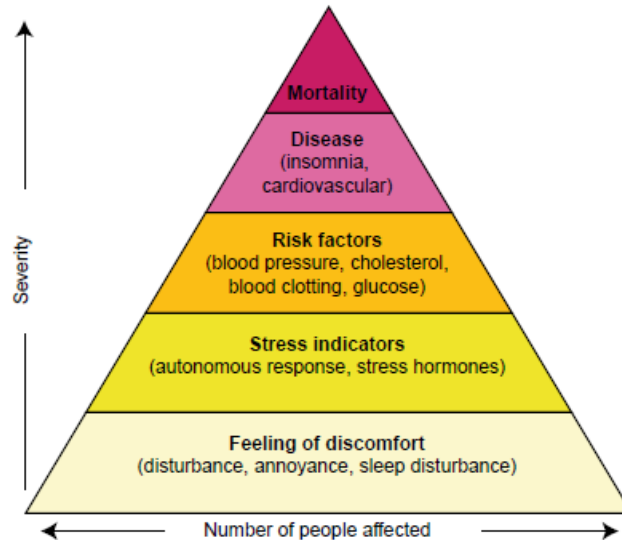 Mortality
Disease
(insomnia,
cardiovascular)
Risk factors
(blood pressure, cholesterol,
blood clotting, glucose)
Severity
Stress indicators
(autonomous response, stress hormones)
Feeling of discomfort
(disturbance, annoyance, sleep disturbance)
Number of people affected